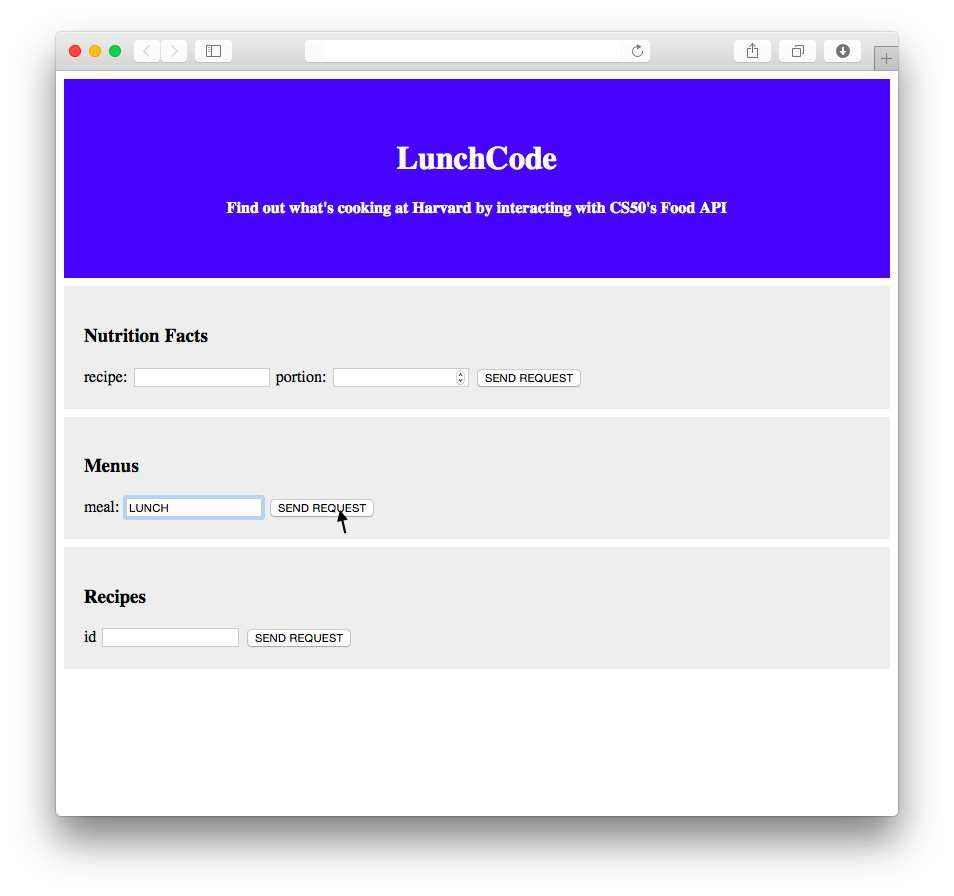 LunchCode
Find out what's cooking at Harvard by interacting with CS50's Food API
Nutrition Facts
recipe: portion: SEND REQUEST
Menus
meal: LUNCH SEND REQUEST
Recipes
id SEND REQUEST